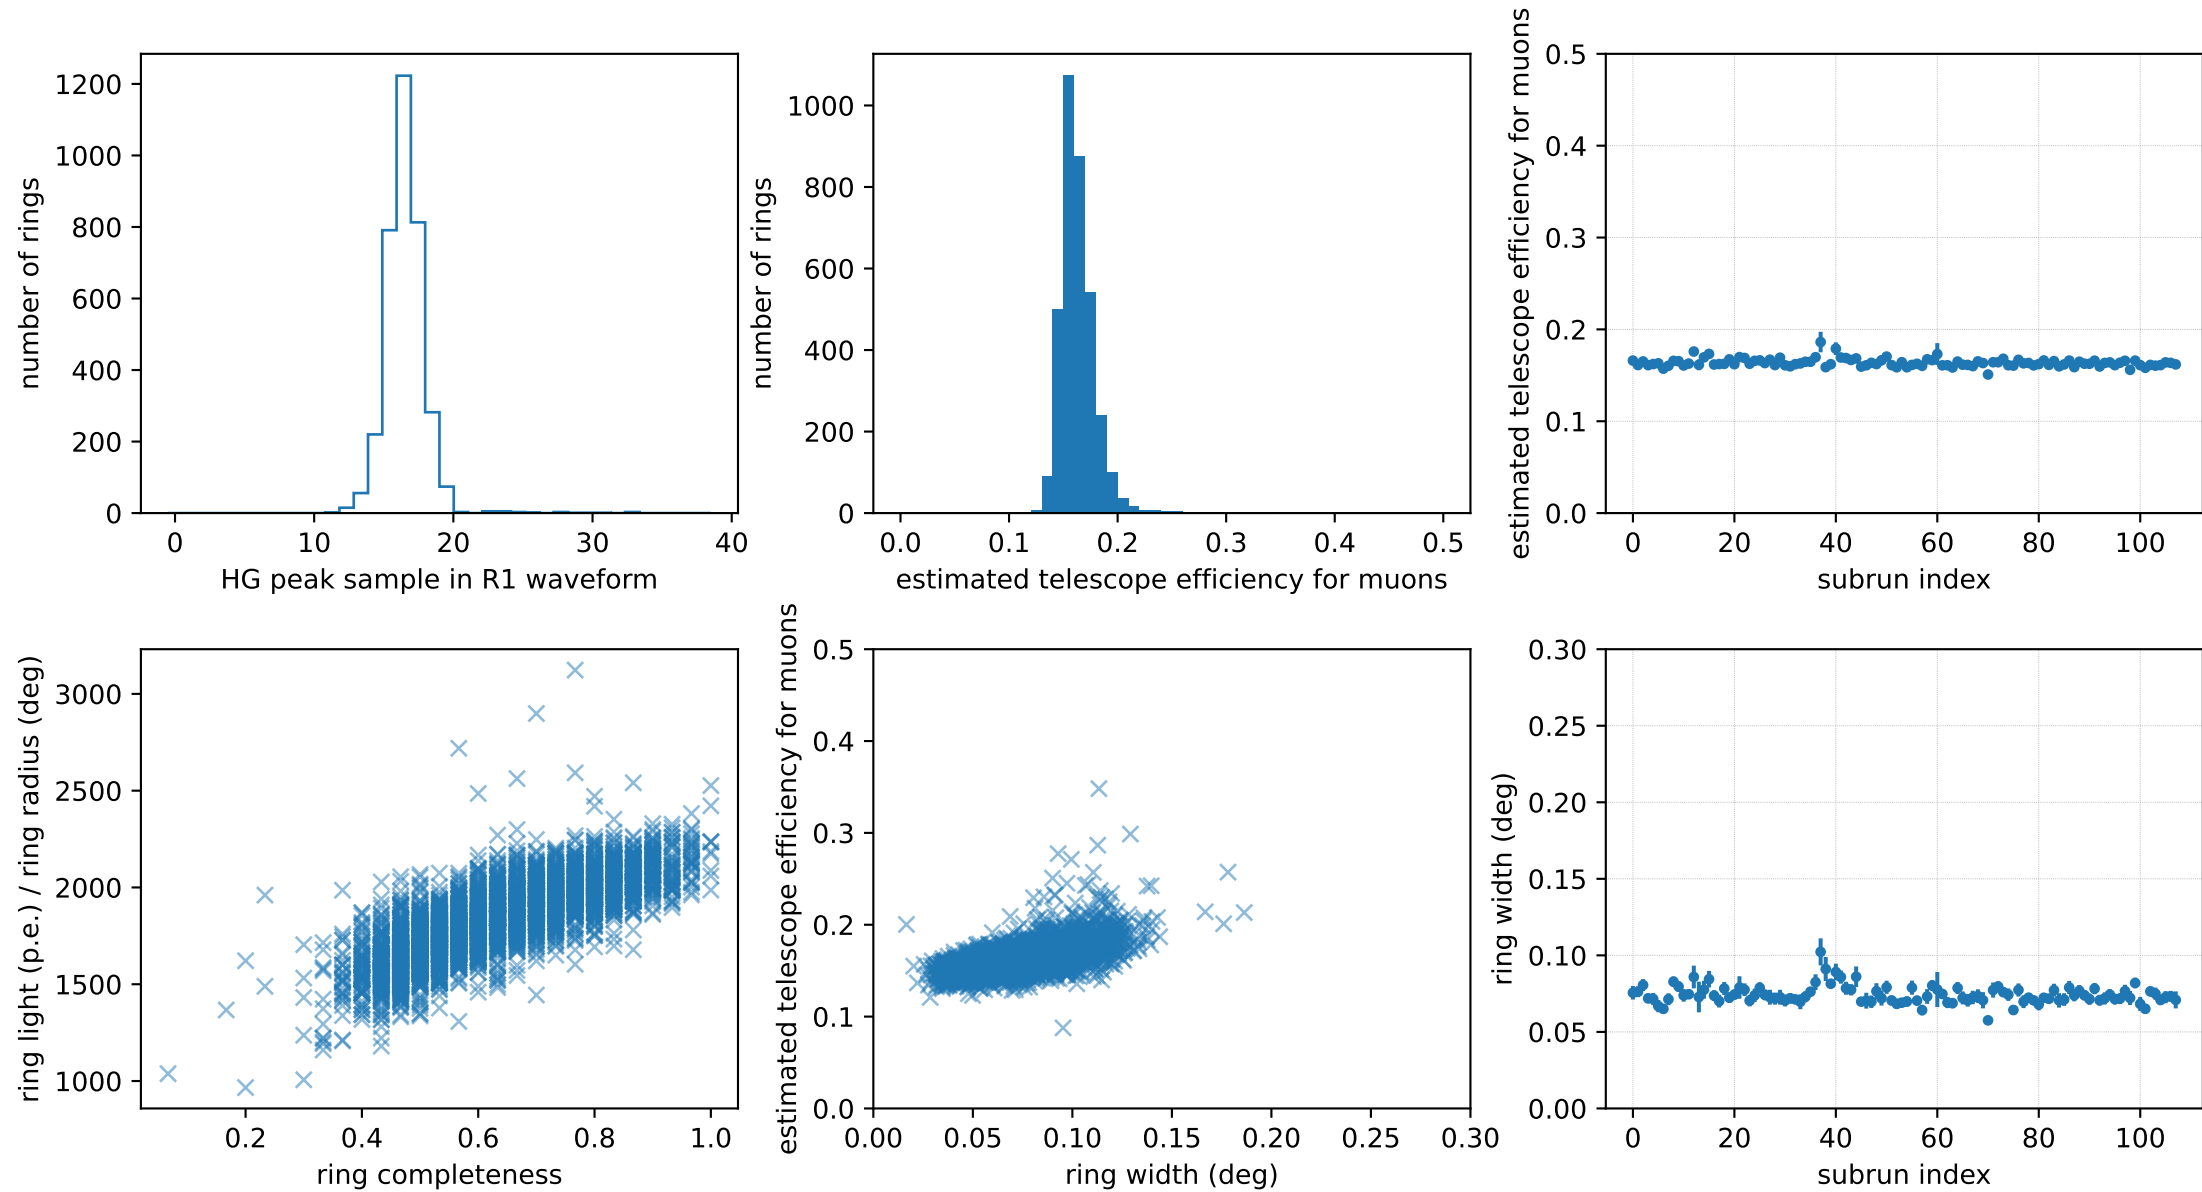 1200
1000
800
600
400
200
0
number of rings
0 10 20 30 40
HG peak sample in R1 waveform
1000
800
600
400
200
0
number of rings
0.0 0.1 0.2 0.3 0.4 0.5
estimated telescope efficiency for muons
0.5
0.4
0.3
0.2
0.1
0.0
estimated telescope efficiency for muons
0 20 40 60 80 100
subrun index
3000
2500
2000
1500
1000
ring light (p.e.) / ring radius (deg)
0.2 0.4 0.6 0.8 1.0
ring completeness
0.5
0.4
0.3
0.2
0.1
0.0
estimated telescope efficiency for muons
0.00 0.05 0.10 0.15 0.20 0.25 0.30
ring width (deg)
0.30
0.25
0.20
0.15
0.10
0.05
0.00
ring width (deg)
0 20 40 60 80 100
subrun index